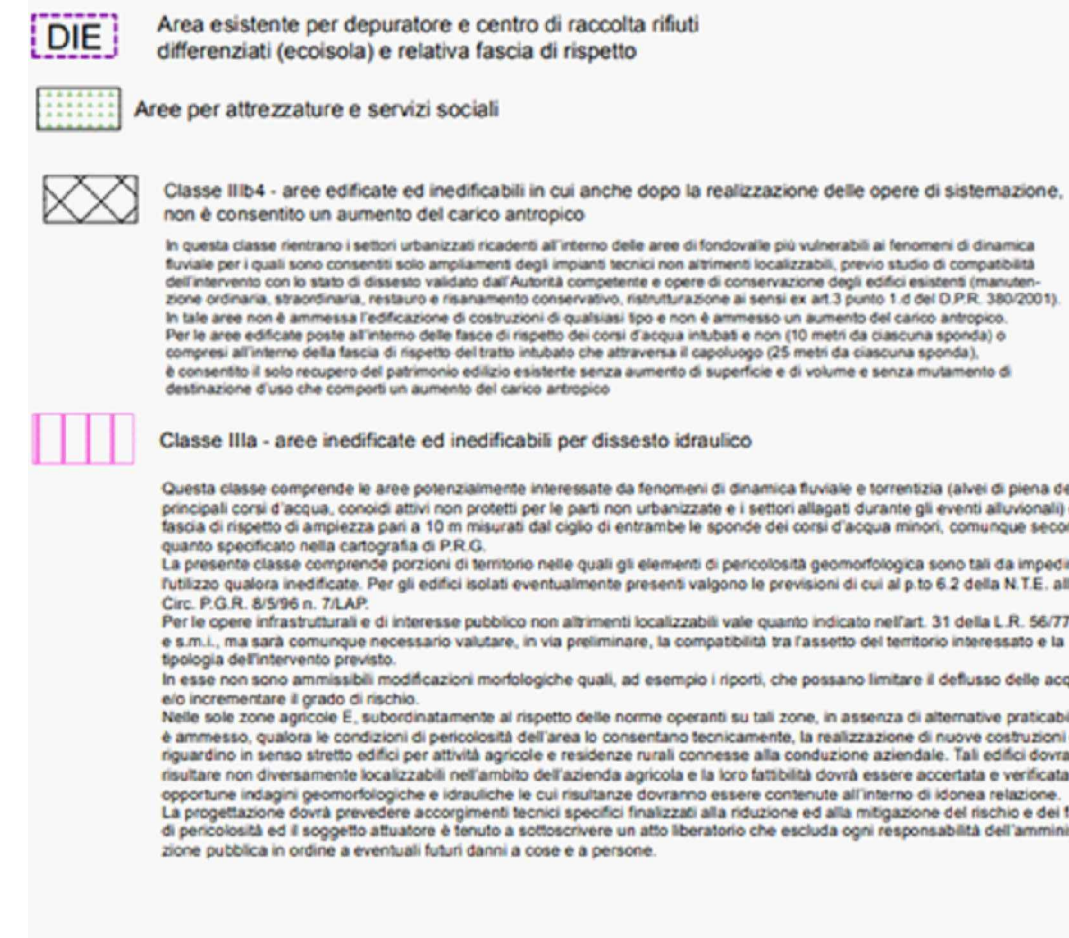 DIE
Area esistente per depuratore e centro di raccolta rifiuti
differenziati (ecoisola) e relativa fascia di rispetto
Aree per attrezzature e servizi sociali
Classe IIIb4 - aree edificate ed inedificabili in cui anche dopo la realizzazione delle opere di sistemazione,
non è consentito un aumento del carico antropico
In questa classe rientrano i settori urbanizzati ricadenti all'interno delle aree di fondovalle più vulnerabili ai fenomeni di dinamica
fluviale per i quali sono consentiti solo ampliamenti degli impianti tecnici non altrimenti localizzabili, previo studio di compatibilità
dell'intervento con lo stato di dissesto validato dall'Autorità competente e opere di conservazione degli edifici esistenti (manuten-
zione ordinaria, straordinaria, restauro e risanamento conservativo, ristrutturazione ai sensi ex art.3 punto 1.d del D.P.R. 380/2001).
In tale aree non è ammessa l'edificazione di costruzioni di qualsiasi tipo e non è ammesso un aumento del carico antropico.
Per le aree edificate poste all'interno delle fasce di rispetto dei corsi d'acqua intubati e non (10 metri da ciascuna sponda) o
compresi all'interno della fascia di rispetto del tratto intubato che attraversa il capoluogo (25 metri da ciascuna sponda),
è consentito il solo recupero del patrimonio edilizio esistente senza aumento di superficie e di volume e senza mutamento di
destinazione d'uso che comporti un aumento del carico antropico
Classe IIIa - aree inedificate ed inedificabili per dissesto idraulico
Questa classe comprende le aree potenzialmente interessate da fenomeni di dinamica fluviale e torrentizia (alvei di piena de
principali corsi d'acqua, conoidi attivi non protetti per le parti non urbanizzate e i settori allagati durante gli eventi alluvionali)
fascia di rispetto di ampiezza pari a 10 m misurati dal ciglio di entrambe le sponde dei corsi d'acqua minori, comunque secon
quanto specificato nella cartografia di P.R.G.
La presente classe comprende porzioni di territorio nelle quali gli elementi di pericolosità geomorfologica sono tali da impedi
l'utilizzo qualora inedificate. Per gli edifici isolati eventualmente presenti valgono le previsioni di cui al p.to 6.2 della N.T.E. all
Circ. P.G.R. 8/5/96 n. 7/LAP.
Per le opere infrastrutturali e di interesse pubblico non altrimenti localizzabili vale quanto indicato nell'art. 31 della L.R. 56/77
e s.m.i., ma sarà comunque necessario valutare, in via preliminare, la compatibilità tra l'assetto del territorio interessato e la
tipologia dell'intervento previsto.
In esse non sono ammissibili modificazioni morfologiche quali, ad esempio i riporti, che possano limitare il deflusso delle acq
e/o incrementare il grado di rischio.
Nelle sole zone agricole E, subordinatamente al rispetto delle norme operanti su tali zone, in assenza di alternative praticabi
è ammesso, qualora le condizioni di pericolosità dell'area lo consentano tecnicamente, la realizzazione di nuove costruzioni
riguardino in senso stretto edifici per attività agricole e residenze rurali connesse alla conduzione aziendale. Tali edifici dovra
risultare non diversamente localizzabili nell'ambito dell'azienda agricola e la loro fattibilità dovrà essere accertata e verificata
opportune indagini geomorfologiche e idrauliche le cui risultanze dovranno essere contenute all'interno di idonea relazione.
La progettazione dovrà prevedere accorgimenti tecnici specifici finalizzati alla riduzione ed alla mitigazione del rischio e dei f
di pericolosità ed il soggetto attuatore è tenuto a sottoscrivere un atto liberatorio che escluda ogni responsabilità dell'ammini
zione pubblica in ordine a eventuali futuri danni a cose e a persone.